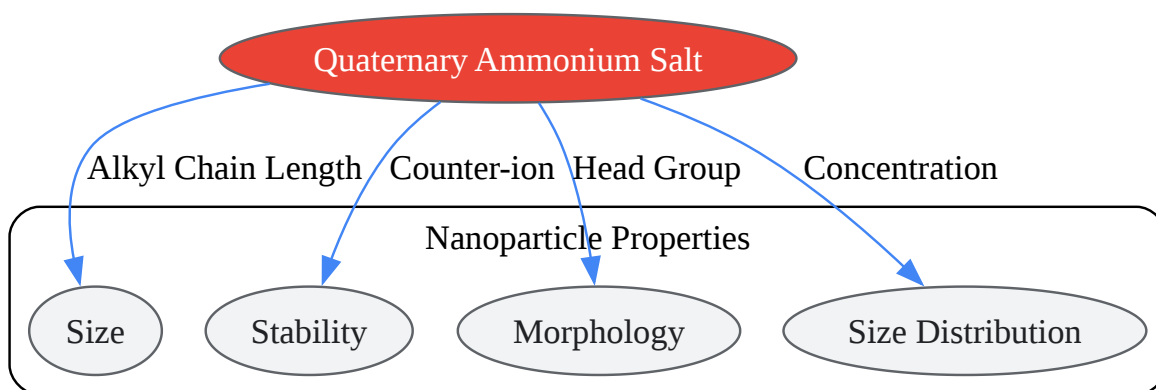 Quaternary Ammonium Salt
Alkyl Chain Length
Counter-ion
Head Group
Concentration
Nanoparticle Properties
Size
Stability
Morphology
Size Distribution